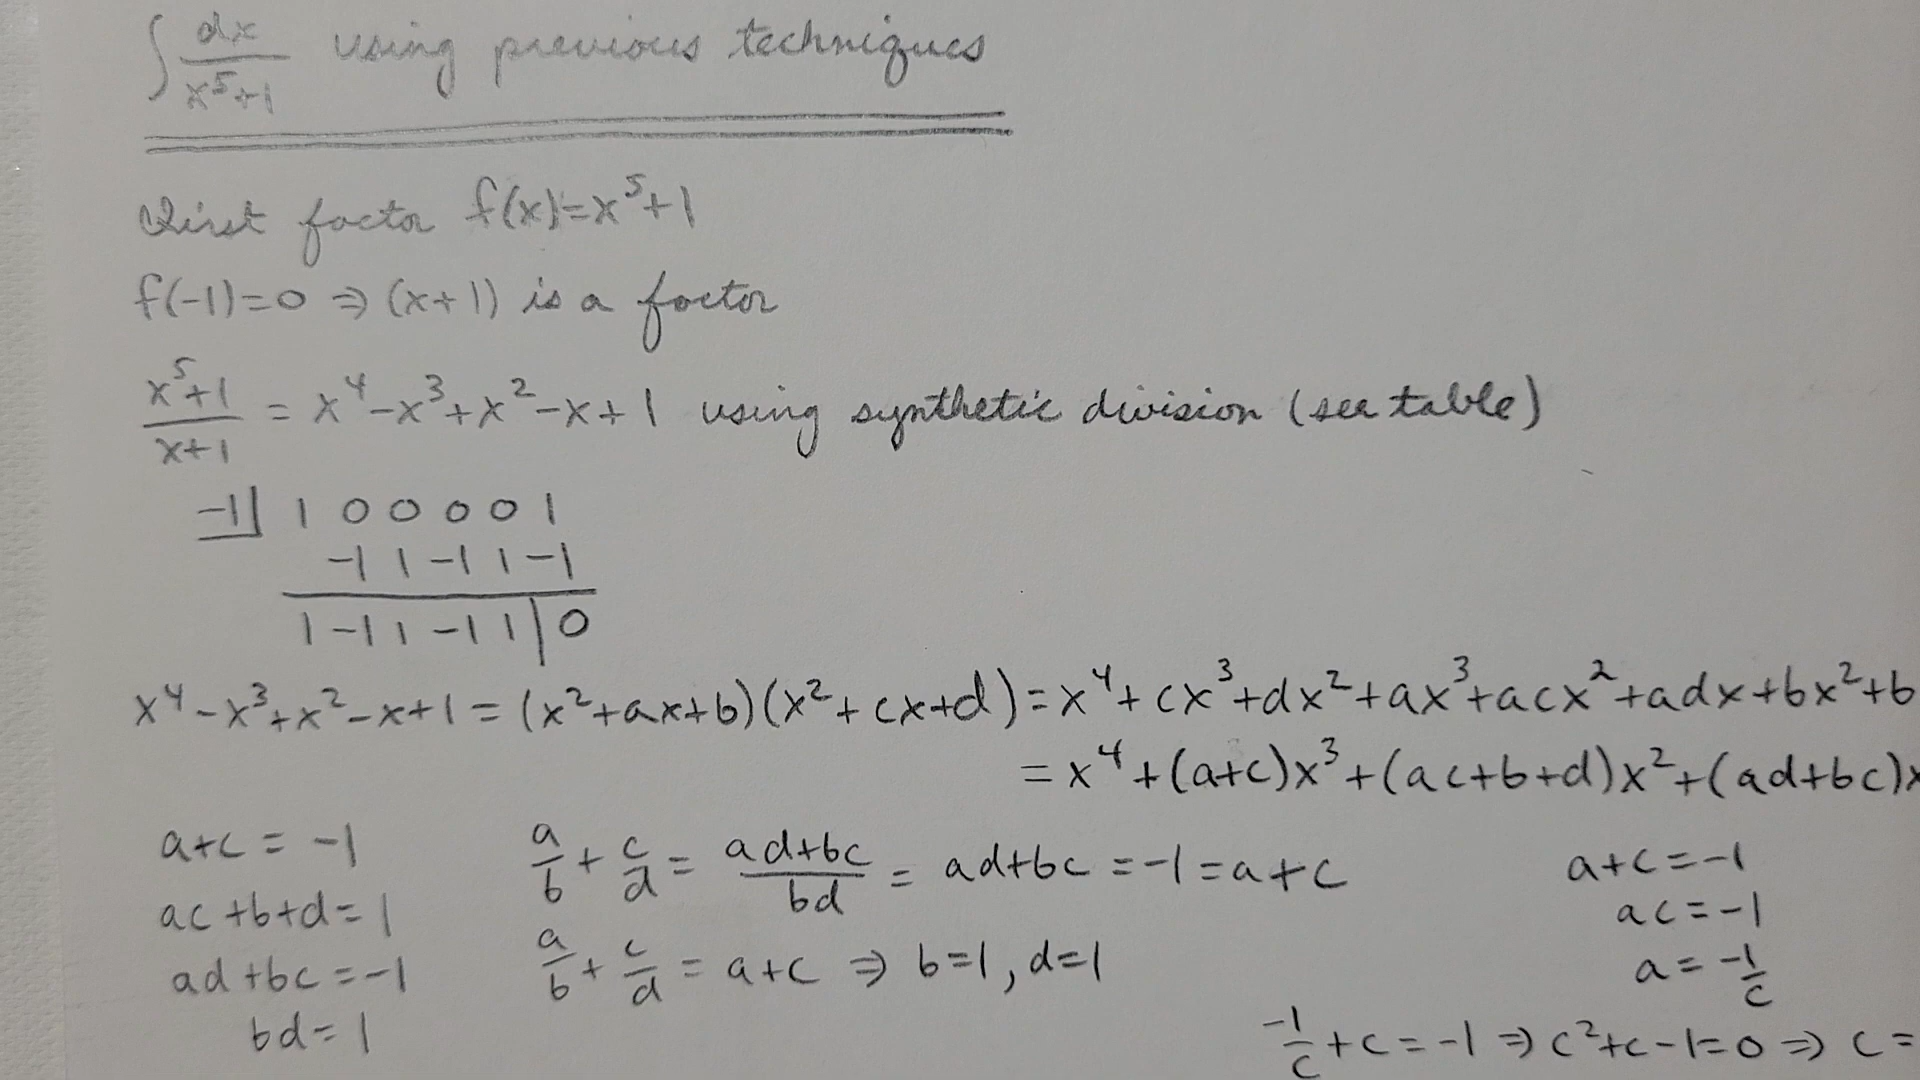 ∫ dx/(x⁵+1) using previous techniques
First factor f(x)=x⁵+1
f(-1)=0 ⇒ (x+1) is a factor
(x⁵+1)/(x+1) = x⁴-x³+x²-x+1 using synthetic division (see table)
-1| 1 0 0 0 0 1
-1 1 -1 1 -1
1 -1 1 -1 1 | 0
x⁴-x³+x²-x+1 = (x²+ax+b)(x²+cx+d) = x⁴+cx³+dx²+ax³+acx²+adx+bx²+b
= x⁴+(a+c)x³+(ac+b+d)x²+(ad+bc)x
a+c = -1
ac+b+d = 1
ad+bc = -1
bd = 1
a/b + c/d = (ad+bc)/bd = ad+bc = -1 = a+c
a/b + c/d = a+c ⇒ b=1, d=1
a+c = -1
ac = -1
a = -1/c
-1/c + c = -1 ⇒ c²+c-1=0 ⇒ c =